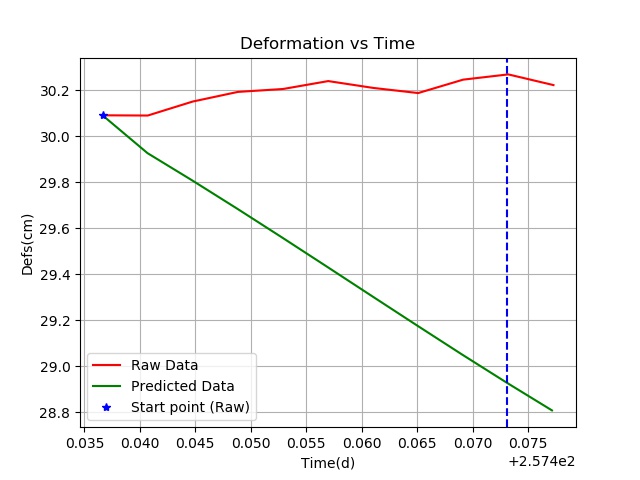 Deformation vs Time
Defs(cm)
30.2
30.0
29.8
29.6
29.4
29.2
29.0
28.8
Raw Data
Predicted Data
Start point (Raw)
0.035 0.040 0.045 0.050 0.055 0.060 0.065 0.070 0.075
Time(d)
+2.574e2